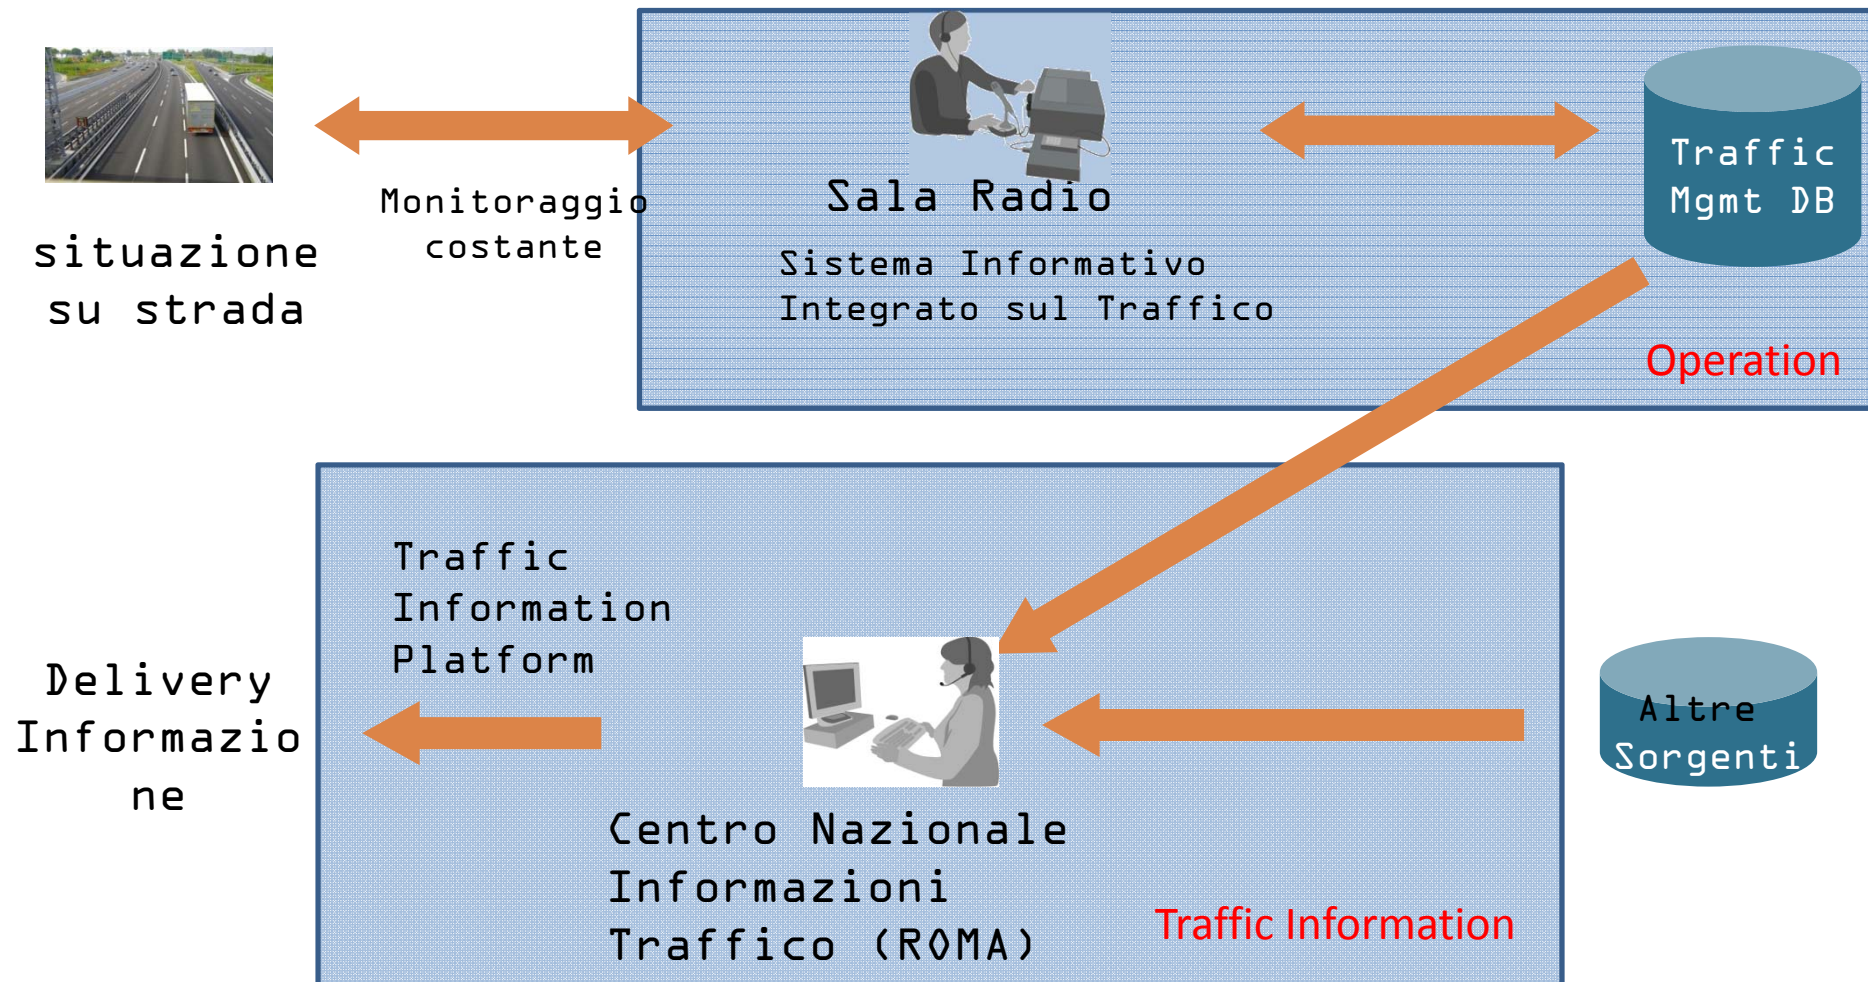 situazione
su strada
Monitoraggio
costante
Sala Radio
Sistema Informativo
Integrato sul Traffico
Traffic
Mgmt DB
Operation
Traffic
Information
Platform
Delivery
Informazio
ne
Centro Nazionale
Informazioni
Traffico (ROMA)
Traffic Information
Altre
Sorgenti